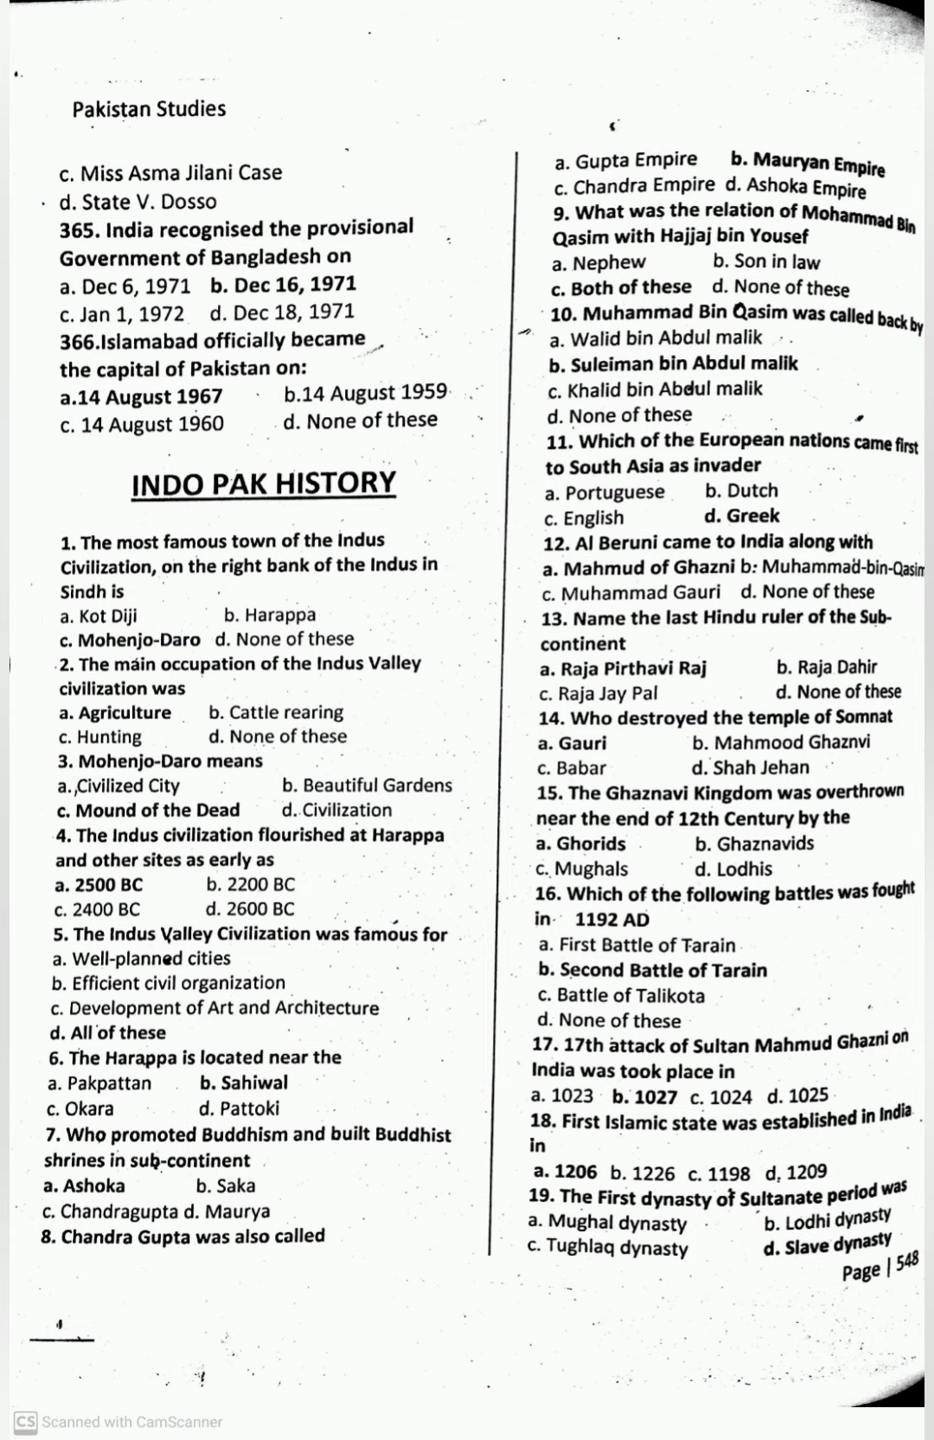 Pakistan Studies
c. Miss Asma Jilani Case
d. State V. Dosso
365. India recognised the provisional
Government of Bangladesh on
a. Dec 6, 1971 b. Dec 16, 1971
c. Jan 1, 1972 d. Dec 18, 1971
366.Islamabad officially became
the capital of Pakistan on:
a.14 August 1967 b.14 August 1959
c. 14 August 1960 d. None of these
INDO PAK HISTORY
1. The most famous town of the Indus
Civilization, on the right bank of the Indus in
Sindh is
a. Kot Diji b. Harappa
c. Mohenjo-Daro d. None of these
2. The main occupation of the Indus Valley
civilization was
a. Agriculture b. Cattle rearing
c. Hunting d. None of these
3. Mohenjo-Daro means
a. Civilized City b. Beautiful Gardens
c. Mound of the Dead d. Civilization
4. The Indus civilization flourished at Harappa
and other sites as early as
a. 2500 BC b. 2200 BC
c. 2400 BC d. 2600 BC
5. The Indus Valley Civilization was famous for
a. Well-planned cities
b. Efficient civil organization
c. Development of Art and Architecture
d. All of these
6. The Harappa is located near the
a. Pakpattan b. Sahiwal
c. Okara d. Pattoki
7. Who promoted Buddhism and built Buddhist
shrines in sub-continent
a. Ashoka b. Saka
c. Chandragupta d. Maurya
8. Chandra Gupta was also called
a. Gupta Empire b. Mauryan Empire
c. Chandra Empire d. Ashoka Empire
9. What was the relation of Mohammad Bin
Qasim with Hajjaj bin Yousef
a. Nephew b. Son in law
c. Both of these d. None of these
10. Muhammad Bin Qasim was called back by
a. Walid bin Abdul malik
b. Suleiman bin Abdul malik
c. Khalid bin Abdul malik
d. None of these
11. Which of the European nations came first
to South Asia as invader
a. Portuguese b. Dutch
c. English d. Greek
12. Al Beruni came to India along with
a. Mahmud of Ghazni b: Muhammad-bin-Qasim
c. Muhammad Gauri d. None of these
13. Name the last Hindu ruler of the Sub-
continent
a. Raja Pirthavi Raj b. Raja Dahir
c. Raja Jay Pal d. None of these
14. Who destroyed the temple of Somnat
a. Gauri b. Mahmood Ghaznvi
c. Babar d. Shah Jehan
15. The Ghaznavi Kingdom was overthrown
near the end of 12th Century by the
a. Ghorids b. Ghaznavids
c. Mughals d. Lodhis
16. Which of the following battles was fought
in 1192 AD
a. First Battle of Tarain
b. Second Battle of Tarain
c. Battle of Talikota
d. None of these
17. 17th attack of Sultan Mahmud Ghazni on
India was took place in
a. 1023 b. 1027 c. 1024 d. 1025
18. First Islamic state was established in India
in
a. 1206 b. 1226 c. 1198 d. 1209
19. The First dynasty of Sultanate period was
a. Mughal dynasty b. Lodhi dynasty
c. Tughlaq dynasty d. Slave dynasty
Page | 548
CS Scanned with CamScanner